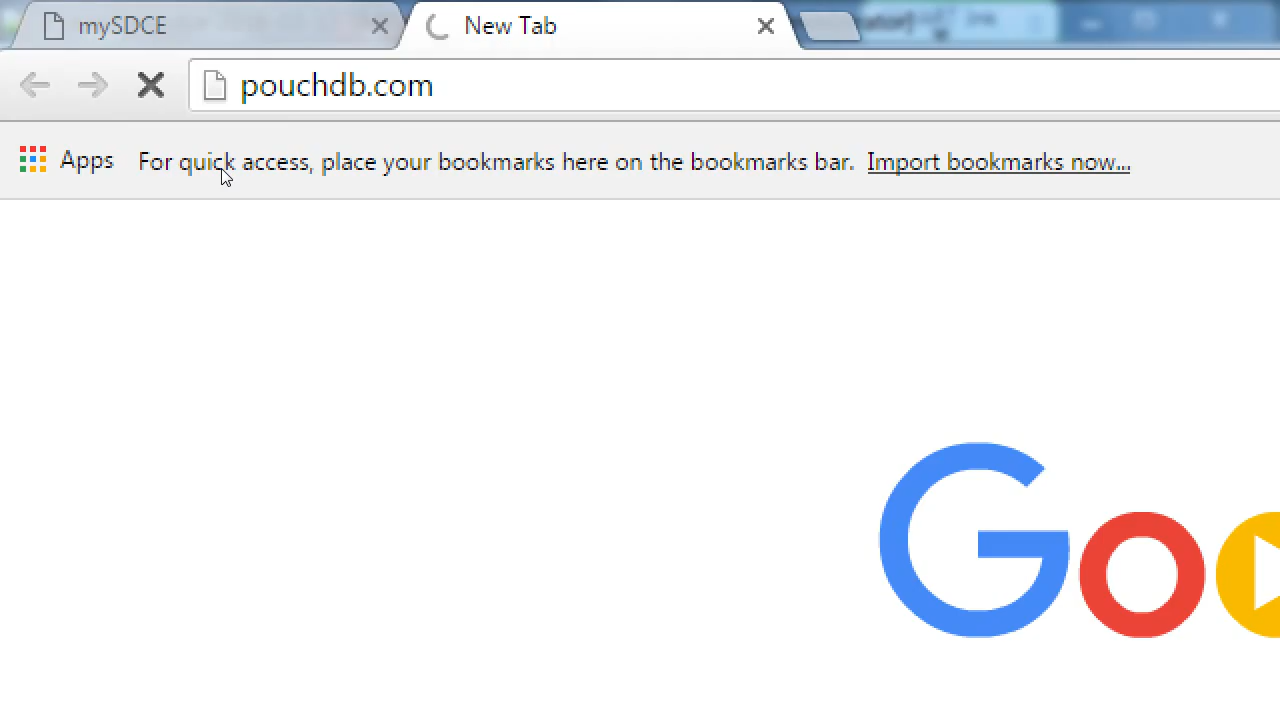 mySDCE New Tab
pouchdb.com
Apps For quick access, place your bookmarks here on the bookmarks bar. Import bookmarks now...
Goo